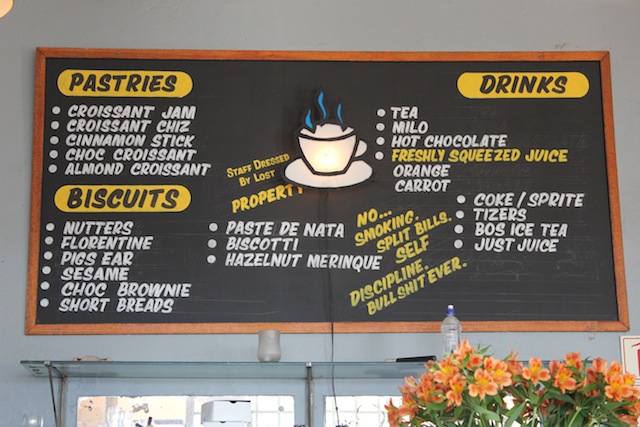 PASTRIES
CROISSANT JAM
CROISSANT CHIZ
CINNAMON STICK
CHOC CROISSANT
ALMOND CROISSANT
BISCUITS
NUTTERS
FLORENTINE
PIGS EAR
SESAME
CHOC BROWNIE
SHORT BREADS
PASTE DE NATA
BISCOTTI
HAZELNUT MERINQUE
STAFF DRESSED
BY LOST
PROPERTY
NO...
SMOKING.
SPLIT BILLS.
SELF
DISCIPLINE.
BULLSHIT EVER.
DRINKS
TEA
MILO
HOT CHOCOLATE
FRESHLY SQUEEZED JUICE
ORANGE
CARROT
COKE / SPRITE
TIZERS
BOS ICE TEA
JUST JUICE